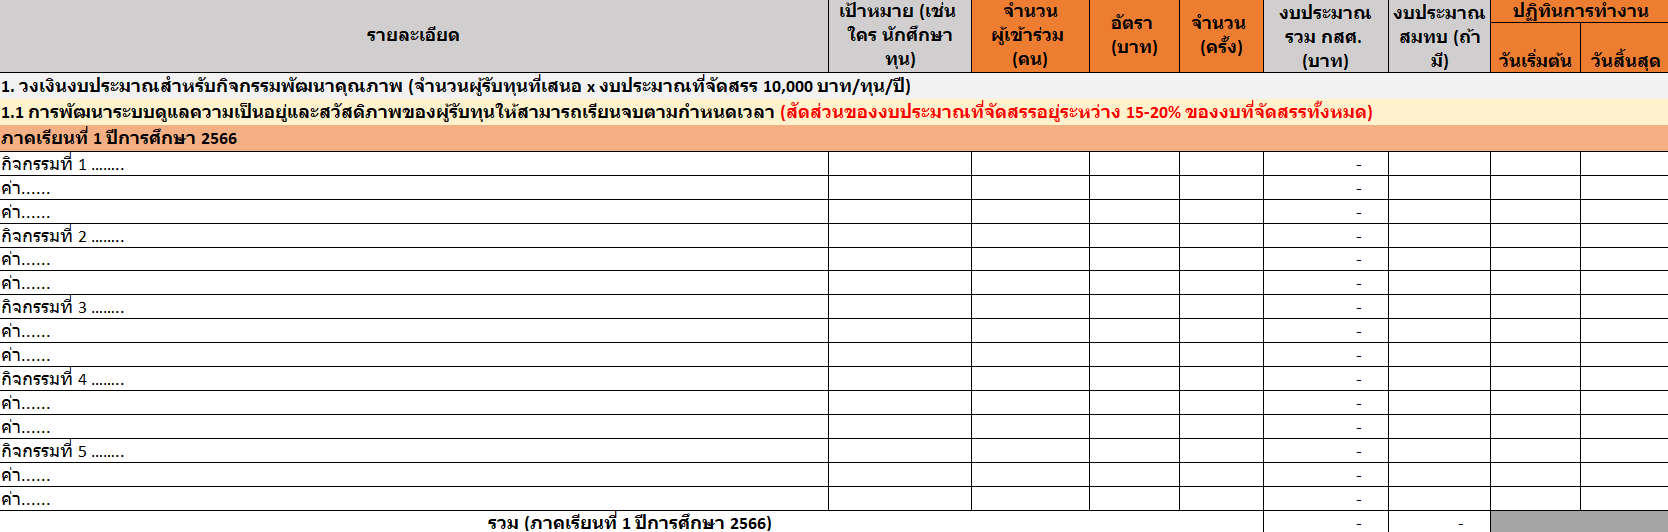 รายละเอียด
เป้าหมาย (เช่น
ใคร นักศึกษา
ทุน)
จำนวน
ผู้เข้าร่วม
(คน)
อัตรา
(บาท)
จำนวน
(ครั้ง)
งบประมาณ
รวม กสศ.
(บาท)
งบประมาณ
สมทบ (ถ้า
มี)
ปฏิทินการทำงาน
วันเริ่มต้น วันสิ้นสุด
1. วงเงินงบประมาณสำหรับกิจกรรมพัฒนาคุณภาพ (จำนวนผู้รับทุนที่เสนอ x งบประมาณที่จัดสรร 10,000 บาท/ทุน/ปี)
1.1 การพัฒนาระบบดูแลความเป็นอยู่และสวัสดิภาพของผู้รับทุนให้สามารถเรียนจบตามกำหนดเวลา (สัดส่วนของงบประมาณที่จัดสรรอยู่ระหว่าง 15-20% ของงบที่จัดสรรทั้งหมด)
ภาคเรียนที่ 1 ปีการศึกษา 2566
กิจกรรมที่ 1 ........ -
ค่า...... -
ค่า...... -
กิจกรรมที่ 2 ........ -
ค่า...... -
ค่า...... -
กิจกรรมที่ 3 ........ -
ค่า...... -
ค่า...... -
กิจกรรมที่ 4 ........ -
ค่า...... -
ค่า...... -
กิจกรรมที่ 5 ........ -
ค่า...... -
ค่า...... -
รวม (ภาคเรียนที่ 1 ปีการศึกษา 2566) - -